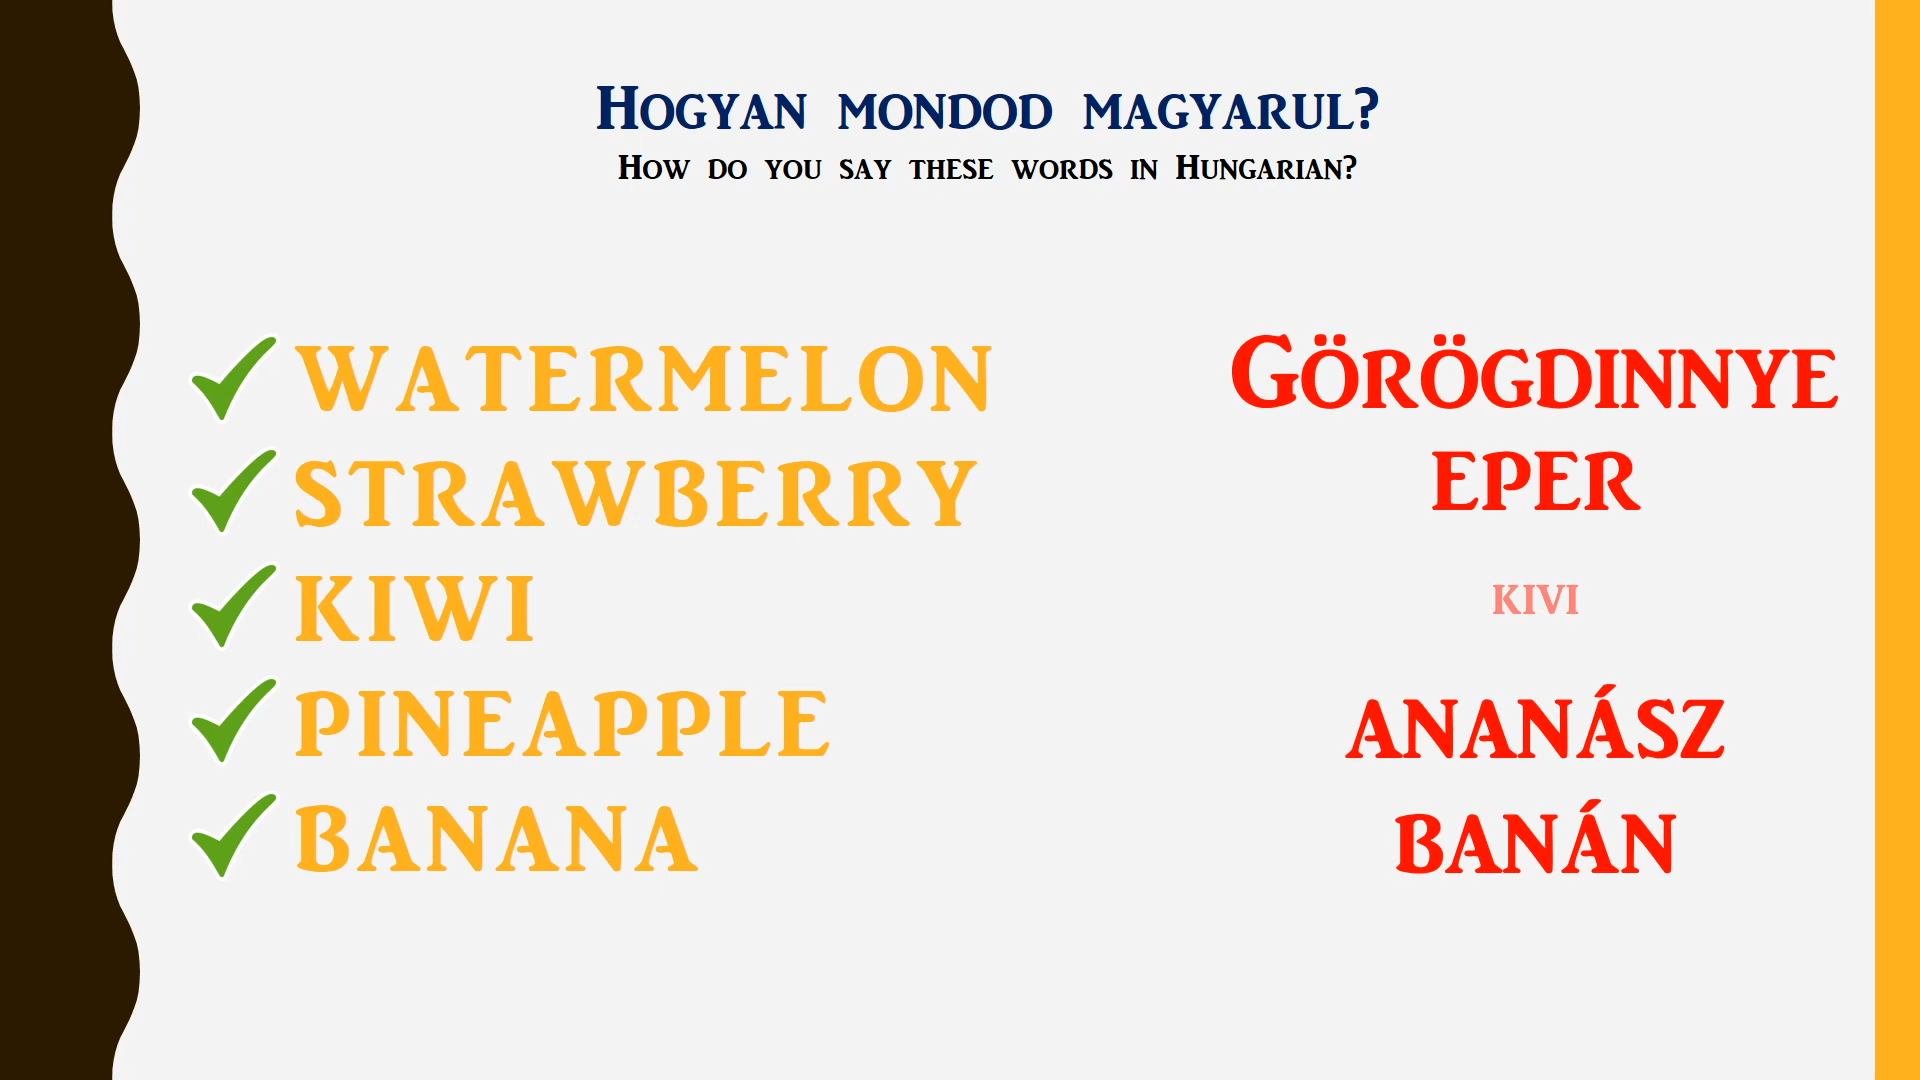 Hogyan mondod magyarul?
How do you say these words in Hungarian?
WATERMELON Görögdinnye
STRAWBERRY EPER
KIWI KIVI
PINEAPPLE ANANÁSZ
BANANA BANÁN